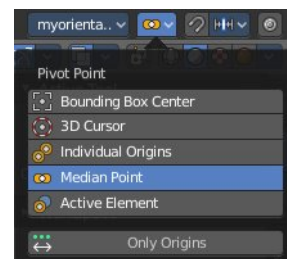 myorienta..
Pivot Point
Bounding Box Center
3D Cursor
Individual Origins
Median Point
Active Element
Only Origins